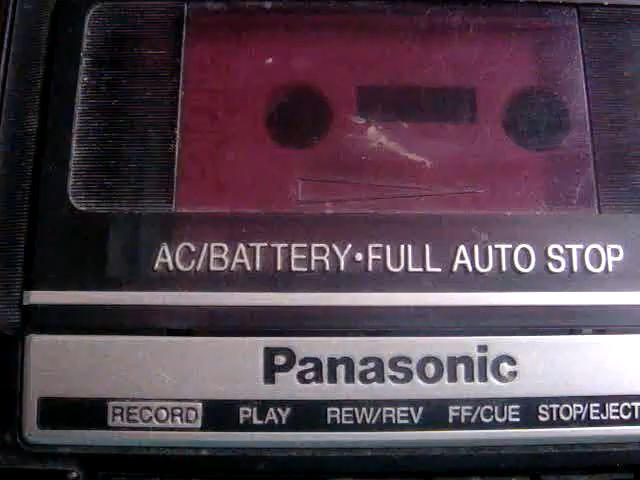 AC/BATTERY•FULL AUTO STOP
Panasonic
RECORD PLAY REW/REV FF/CUE STOP/EJECT